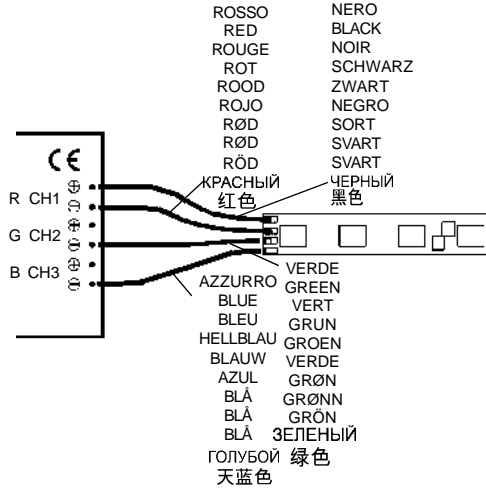 ROSSO
RED
ROUGE
ROT
ROOD
ROJO
RØD
RØD
RÖD
КРАСНЫЙ
红色
NERO
BLACK
NOIR
SCHWARZ
ZWART
NEGRO
SORT
SVART
SVART
ЧЕРНЫЙ
黑色
CE
R CH1
G CH2
B CH3
AZZURRO
BLUE
BLEU
HELLBLAU
BLAUW
AZUL
BLÅ
BLÅ
BLÅ
ГОЛУБОЙ
天蓝色
VERDE
GREEN
VERT
GRUN
GROEN
VERDE
GRØN
GRØNN
GRÖN
ЗЕЛЕНЫЙ
绿色